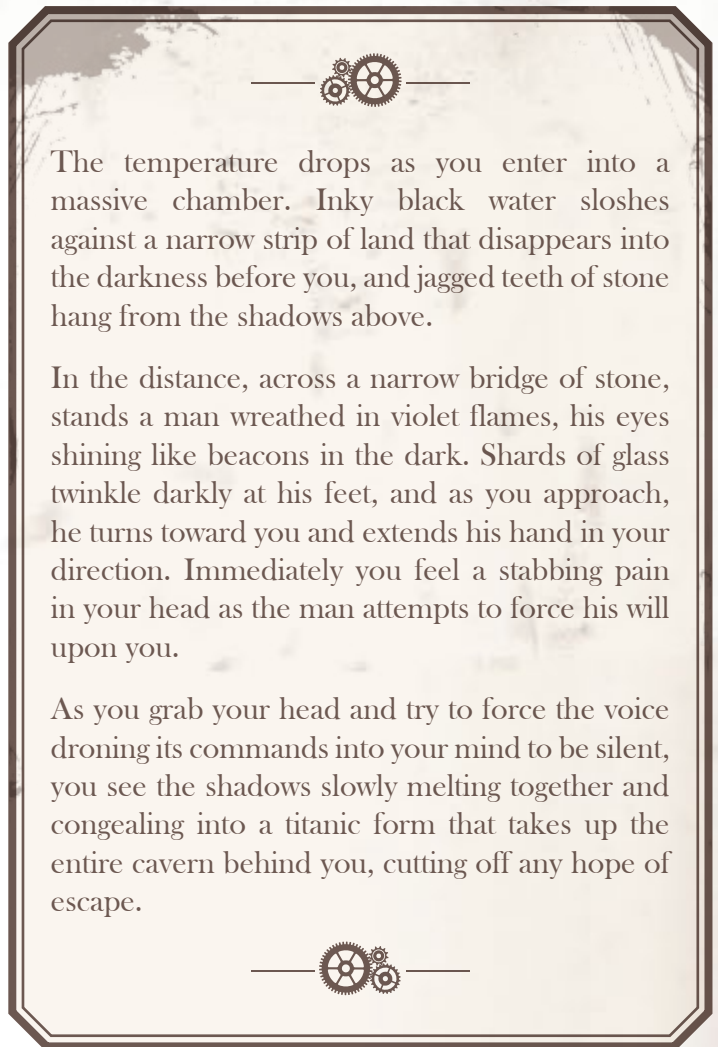 The temperature drops as you enter into a
massive chamber. Inky black water sloshes
against a narrow strip of land that disappears into
the darkness before you, and jagged teeth of stone
hang from the shadows above.
In the distance, across a narrow bridge of stone,
stands a man wreathed in violet flames, his eyes
shining like beacons in the dark. Shards of glass
twinkle darkly at his feet, and as you approach,
he turns toward you and extends his hand in your
direction. Immediately you feel a stabbing pain
in your head as the man attempts to force his will
upon you.
As you grab your head and try to force the voice
droning its commands into your mind to be silent,
you see the shadows slowly melting together and
congealing into a titanic form that takes up the
entire cavern behind you, cutting off any hope of
escape.